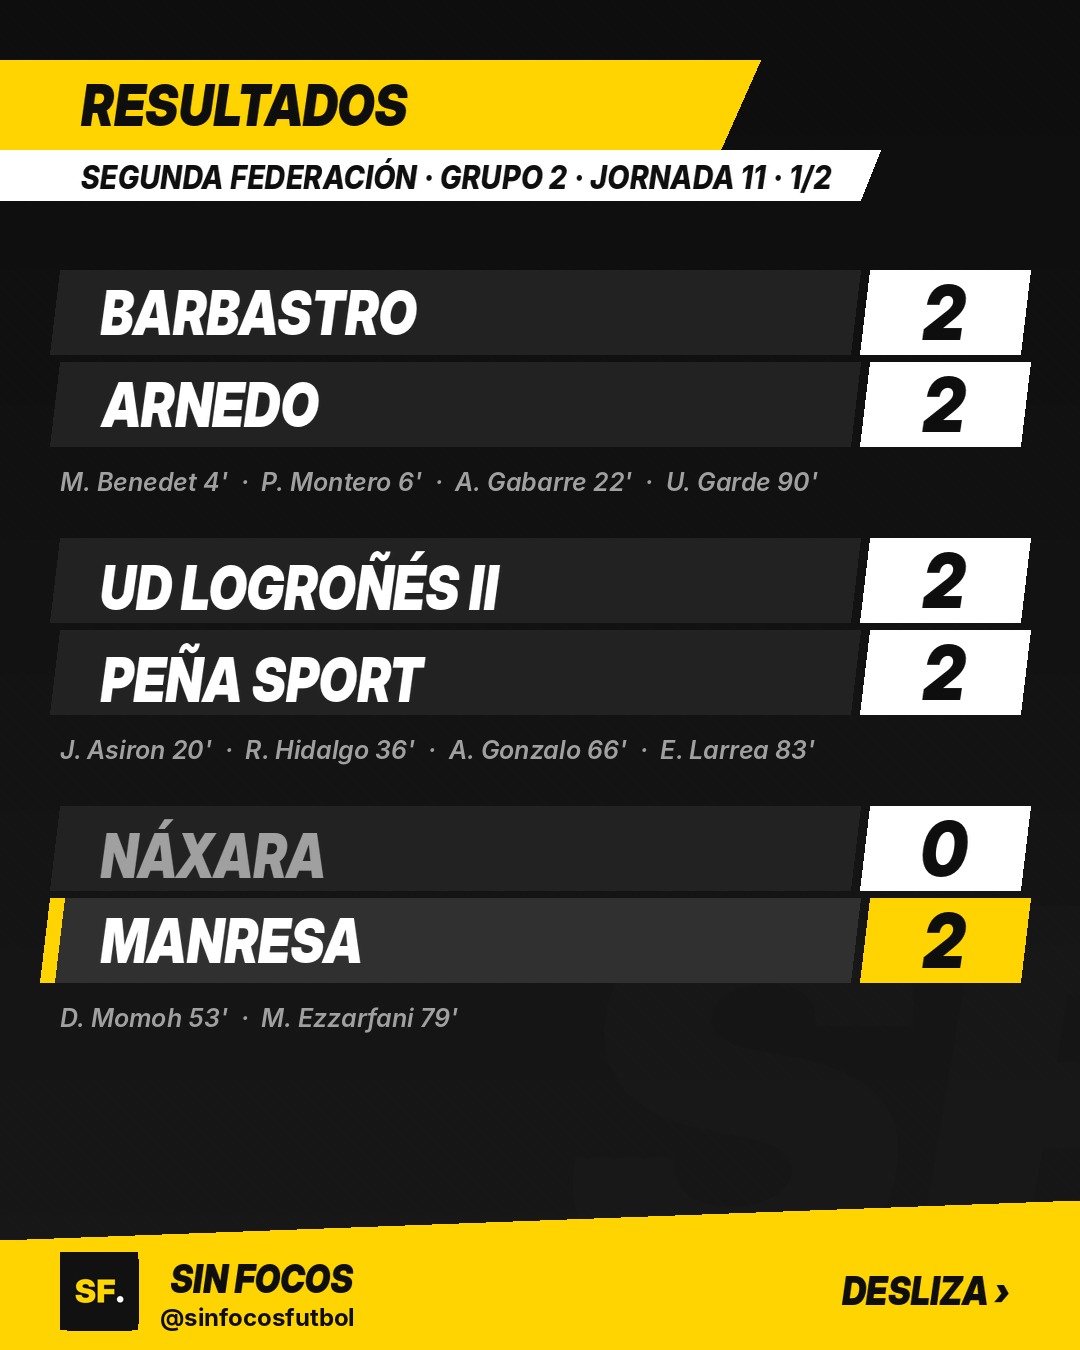 RESULTADOS
SEGUNDA FEDERACIÓN · GRUPO 2 · JORNADA 11 · 1/2
BARBASTRO 2
ARNEDO 2
M. Benedet 4' · P. Montero 6' · A. Gabarre 22' · U. Garde 90'
UD LOGROÑÉS II 2
PEÑA SPORT 2
J. Asiron 20' · R. Hidalgo 36' · A. Gonzalo 66' · E. Larrea 83'
NÁXARA 0
MANRESA 2
D. Momoh 53' · M. Ezzarfani 79'
SF
SF.
SIN FOCOS
@sinfocosfutbol
DESLIZA ›